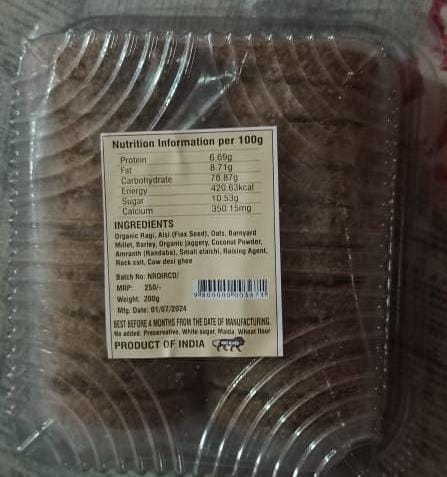 Nutrition Information per 100g
Protein 6.69g
Fat 8.71g
Carbohydrate 78.87g
Energy 420.63kcal
Sugar 10.53g
Calcium 350.15mg
INGREDIENTS
Organic Ragi, Alsi (Flax Seed), Oats, Barnyard
Millet, Barley, Organic jaggery, Coconut Powder,
Amranth (Randaba), Small elaichi, Raising Agent,
Rock salt, Cow desi ghee
Batch No: NRDIRCD/
MRP: 250/-
Weight: 200g
Mfg. Date: 01/07/2024
BEST BEFORE 4 MONTHS FROM THE DATE OF MANUFACTURING.
No added: Preservative, White sugar, Maida, Wheat flour
PRODUCT OF INDIA